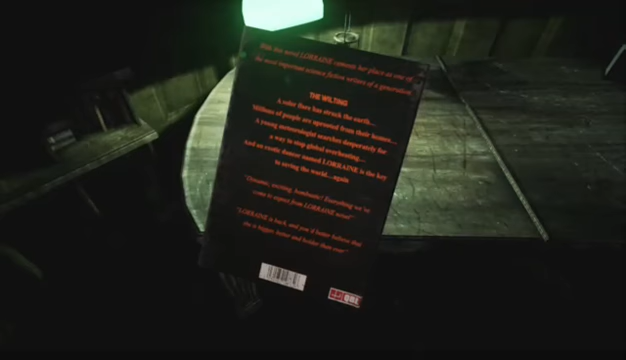 With this novel LORRAINE cements her place as one of
the most important science fiction writers of a generation
THE WILTING
A solar flare has struck the earth...
Millions of people are uprooted from their homes...
A young meteorologist searches desperately for
a way to stop global overheating...
And an exotic dancer named LORRAINE is the key
to saving the world...again
"Dynamic, exciting, bombastic! Everything we've
come to expect from LORRAINE novel"
"LORRAINE is back, and you'd better believe that
she is bigger, better and bolder than ever"